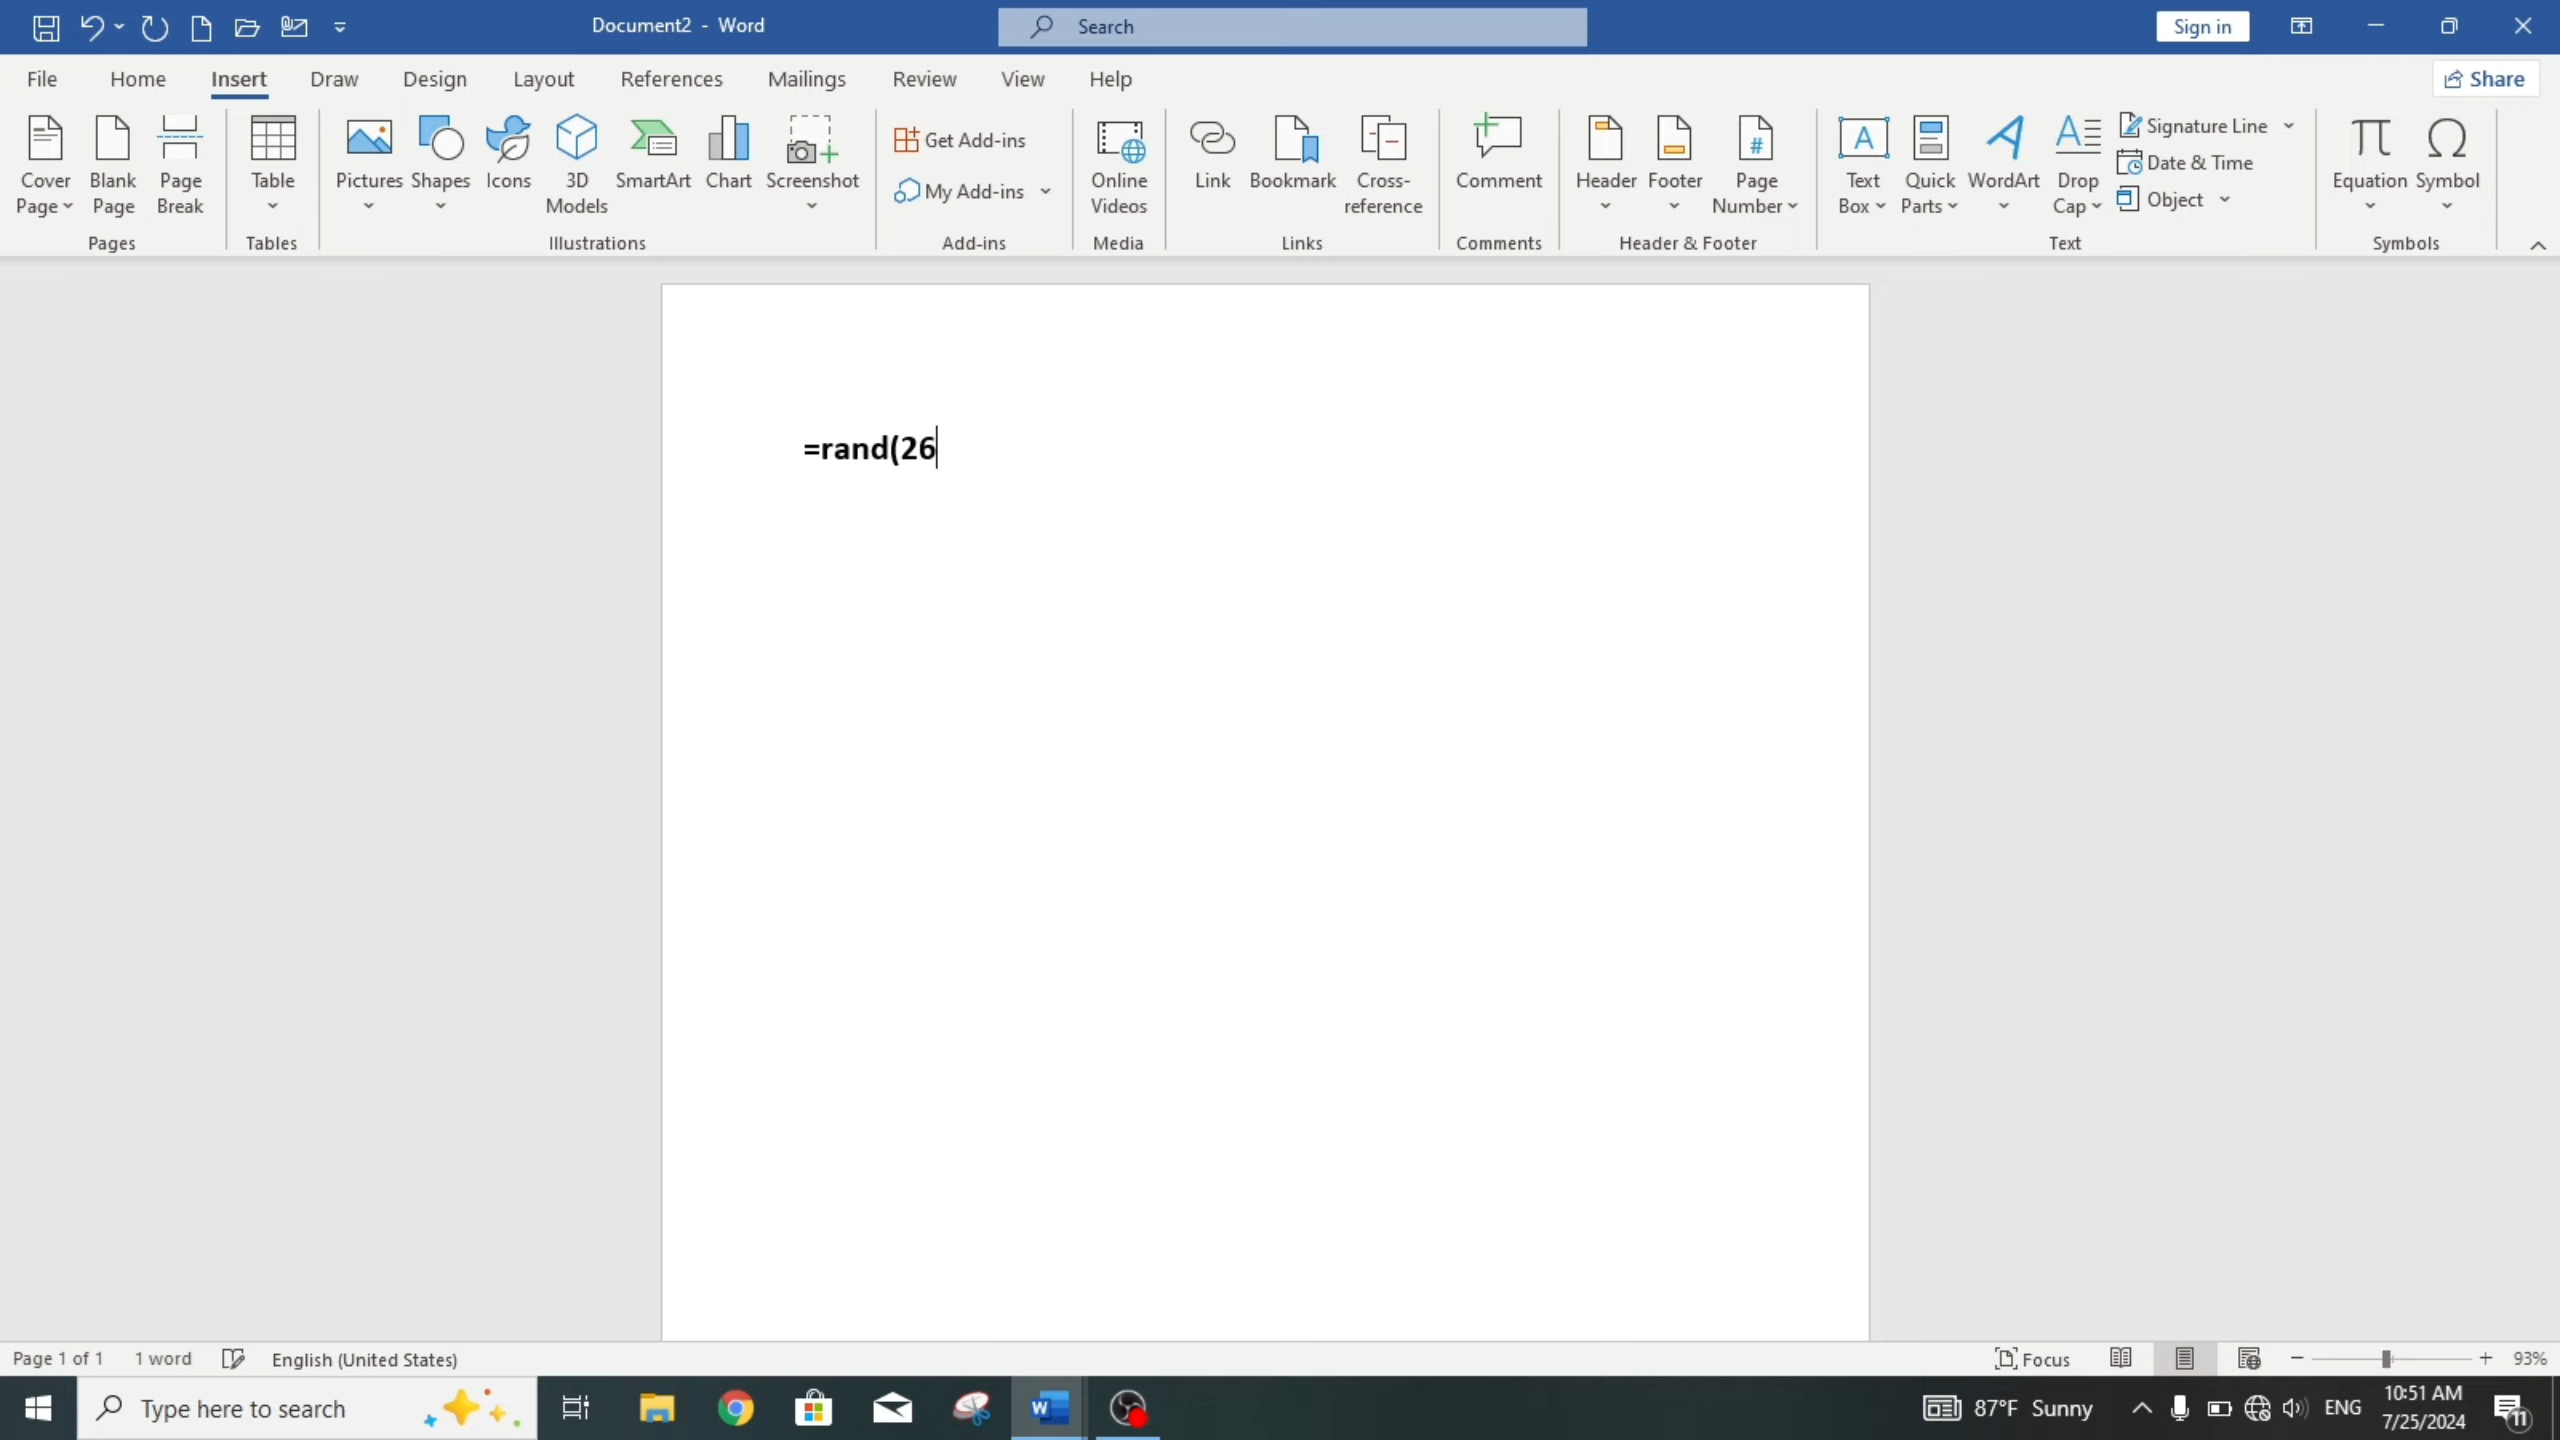 Document2 - Word
Search
Sign in
File Home Insert Draw Design Layout References Mailings Review View Help
Share
Cover Page
Blank Page
Page Break
Table
Pictures
Shapes
Icons
3D Models
SmartArt
Chart
Screenshot
Get Add-ins
My Add-ins
Online Videos
Link
Bookmark
Cross-reference
Comment
Header
Footer
Page Number
Text Box
Quick Parts
WordArt
Drop Cap
Signature Line
Date & Time
Object
Equation
Symbol
Pages Tables Illustrations Add-ins Media Links Comments Header & Footer Text Symbols
=rand(26
Page 1 of 1 1 word English (United States) Focus 93%
Type here to search
87°F Sunny
ENG
10:51 AM
7/25/2024
11